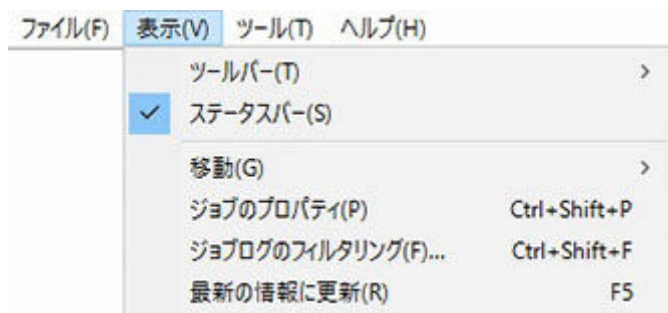 ファイル(F) 表示(V) ツール(T) ヘルプ(H)
ツールバー(T) >
ステータスバー(S)
移動(G) >
ジョブのプロパティ(P) Ctrl+Shift+P
ジョブログのフィルタリング(F)... Ctrl+Shift+F
最新の情報に更新(R) F5